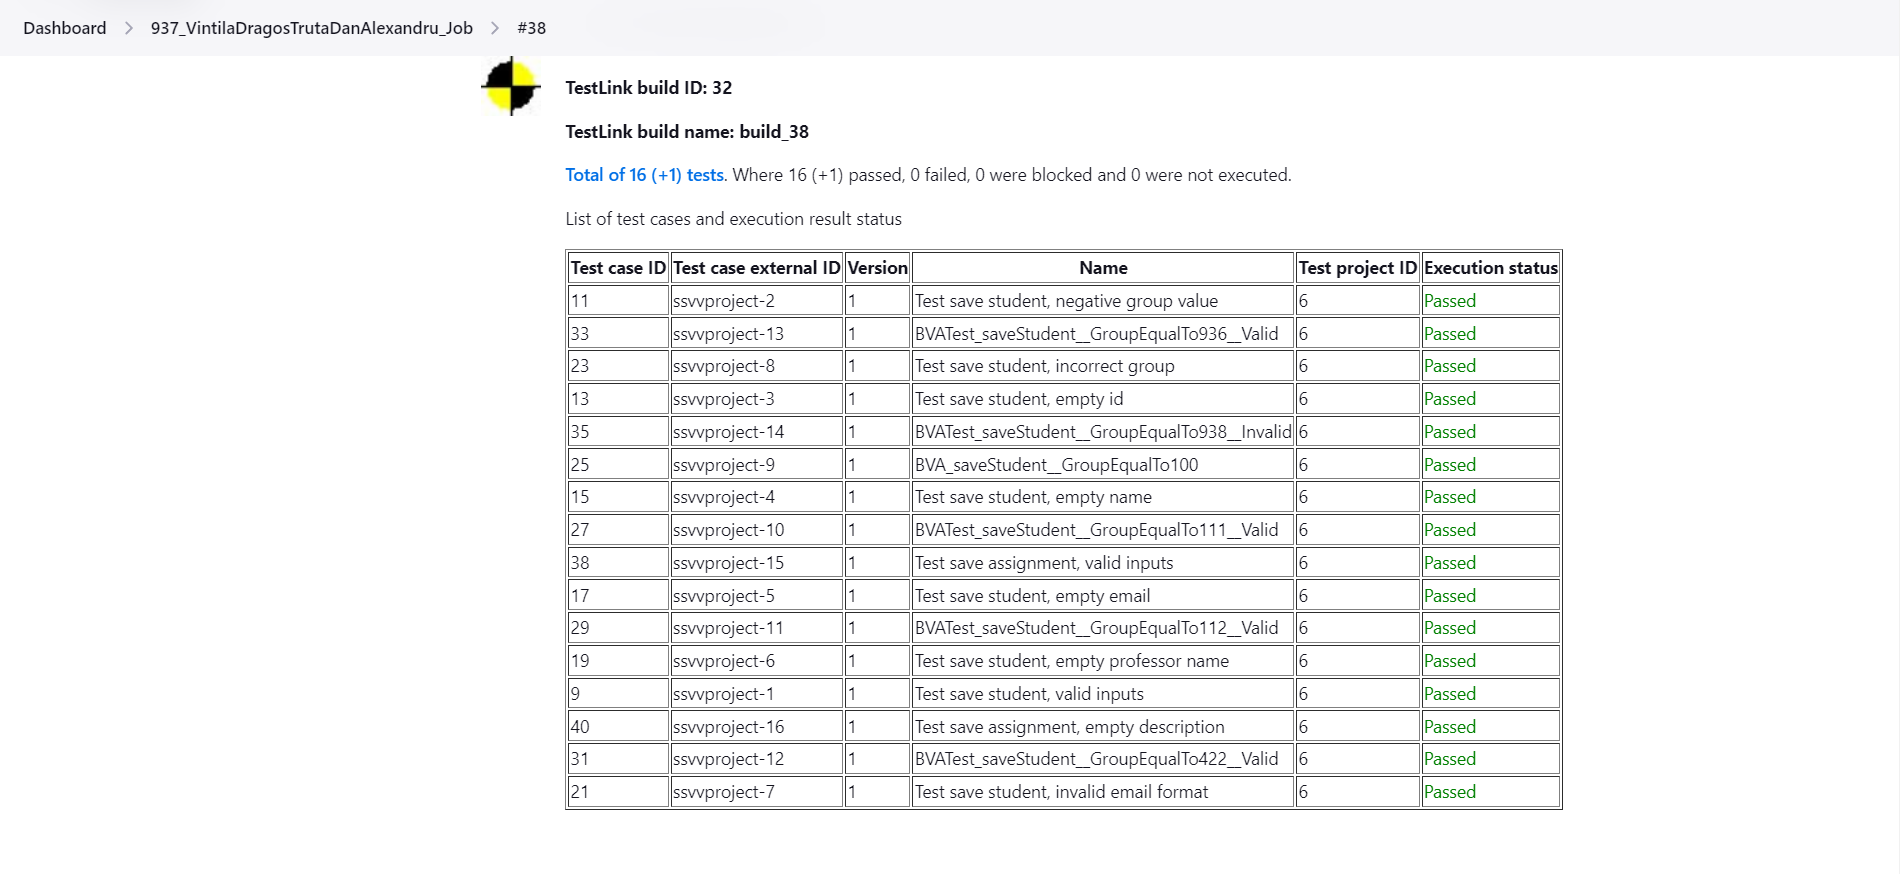 Dashboard > 937_VintilaDragosTrutaDanAlexandru_Job > #38
TestLink build ID: 32
TestLink build name: build_38
Total of 16 (+1) tests. Where 16 (+1) passed, 0 failed, 0 were blocked and 0 were not executed.
List of test cases and execution result status
Test case ID Test case external ID Version Name Test project ID Execution status
11 ssvvproject-2 1 Test save student, negative group value 6 Passed
33 ssvvproject-13 1 BVATest_saveStudent__GroupEqualTo936__Valid 6 Passed
23 ssvvproject-8 1 Test save student, incorrect group 6 Passed
13 ssvvproject-3 1 Test save student, empty id 6 Passed
35 ssvvproject-14 1 BVATest_saveStudent__GroupEqualTo938__Invalid 6 Passed
25 ssvvproject-9 1 BVA_saveStudent__GroupEqualTo100 6 Passed
15 ssvvproject-4 1 Test save student, empty name 6 Passed
27 ssvvproject-10 1 BVATest_saveStudent__GroupEqualTo111__Valid 6 Passed
38 ssvvproject-15 1 Test save assignment, valid inputs 6 Passed
17 ssvvproject-5 1 Test save student, empty email 6 Passed
29 ssvvproject-11 1 BVATest_saveStudent__GroupEqualTo112__Valid 6 Passed
19 ssvvproject-6 1 Test save student, empty professor name 6 Passed
9 ssvvproject-1 1 Test save student, valid inputs 6 Passed
40 ssvvproject-16 1 Test save assignment, empty description 6 Passed
31 ssvvproject-12 1 BVATest_saveStudent__GroupEqualTo422__Valid 6 Passed
21 ssvvproject-7 1 Test save student, invalid email format 6 Passed